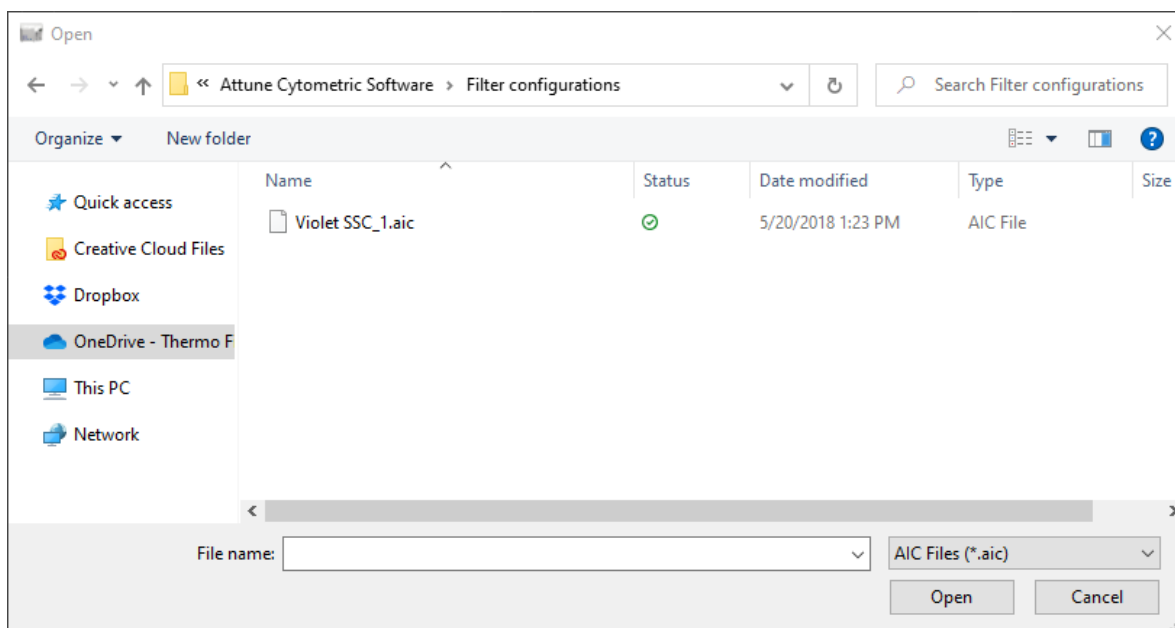 Open
« Attune Cytometric Software > Filter configurations
Search Filter configurations
Organize
New folder
?
Name Status Date modified Type Size
Quick access
Creative Cloud Files
Dropbox
OneDrive - Thermo F
This PC
Network
Violet SSC_1.aic 5/20/2018 1:23 PM AIC File
File name:
AIC Files (*.aic)
Open Cancel